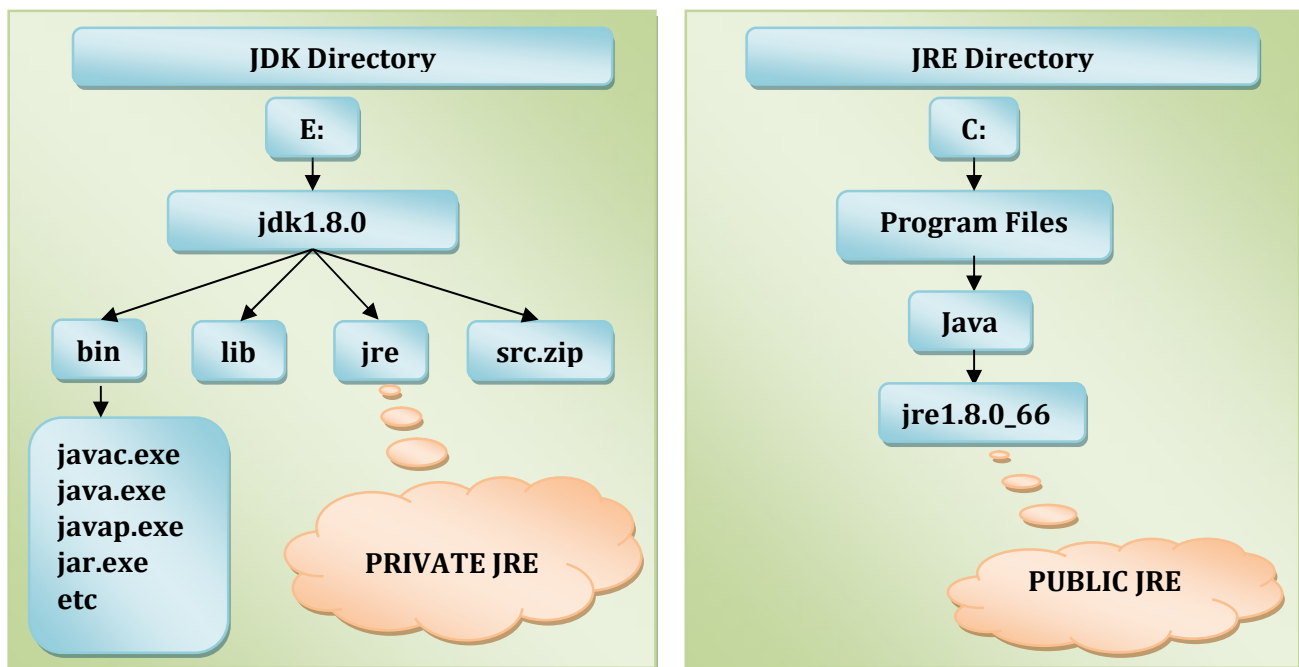 JDK Directory
E:
jdk1.8.0
bin
lib
jre
src.zip
javac.exe
java.exe
javap.exe
jar.exe
etc
PRIVATE JRE
JRE Directory
C:
Program Files
Java
jre1.8.0_66
PUBLIC JRE